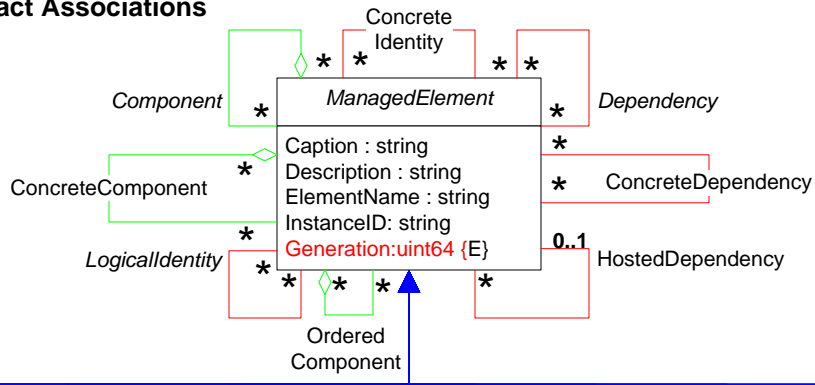 act Associations
Concrete
Identity
* * * *
Component
ManagedElement
Dependency
* *
Caption : string
*
Description : string
*
ConcreteComponent
*
ConcreteDependency
ElementName : string
InstanceID: string
*
0..1
Generation:uint64 {E}
LogicalIdentity
HostedDependency
* * * * *
Ordered
Component